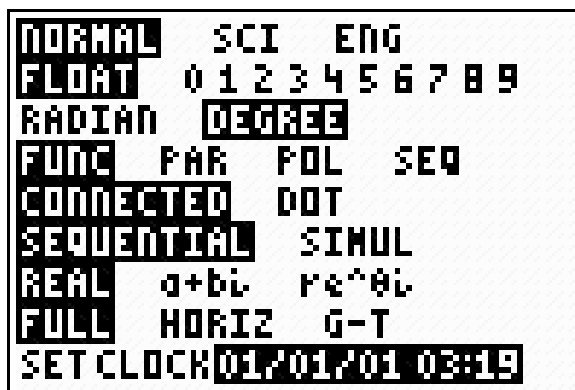 NORMAL SCI ENG
FLOAT 0 1 2 3 4 5 6 7 8 9
RADIAN DEGREE
FUNC PAR POL SEQ
CONNECTED DOT
SEQUENTIAL SIMUL
REAL a+bi re^θi
FULL HORIZ G-T
SET CLOCK 01/01/01 03:19